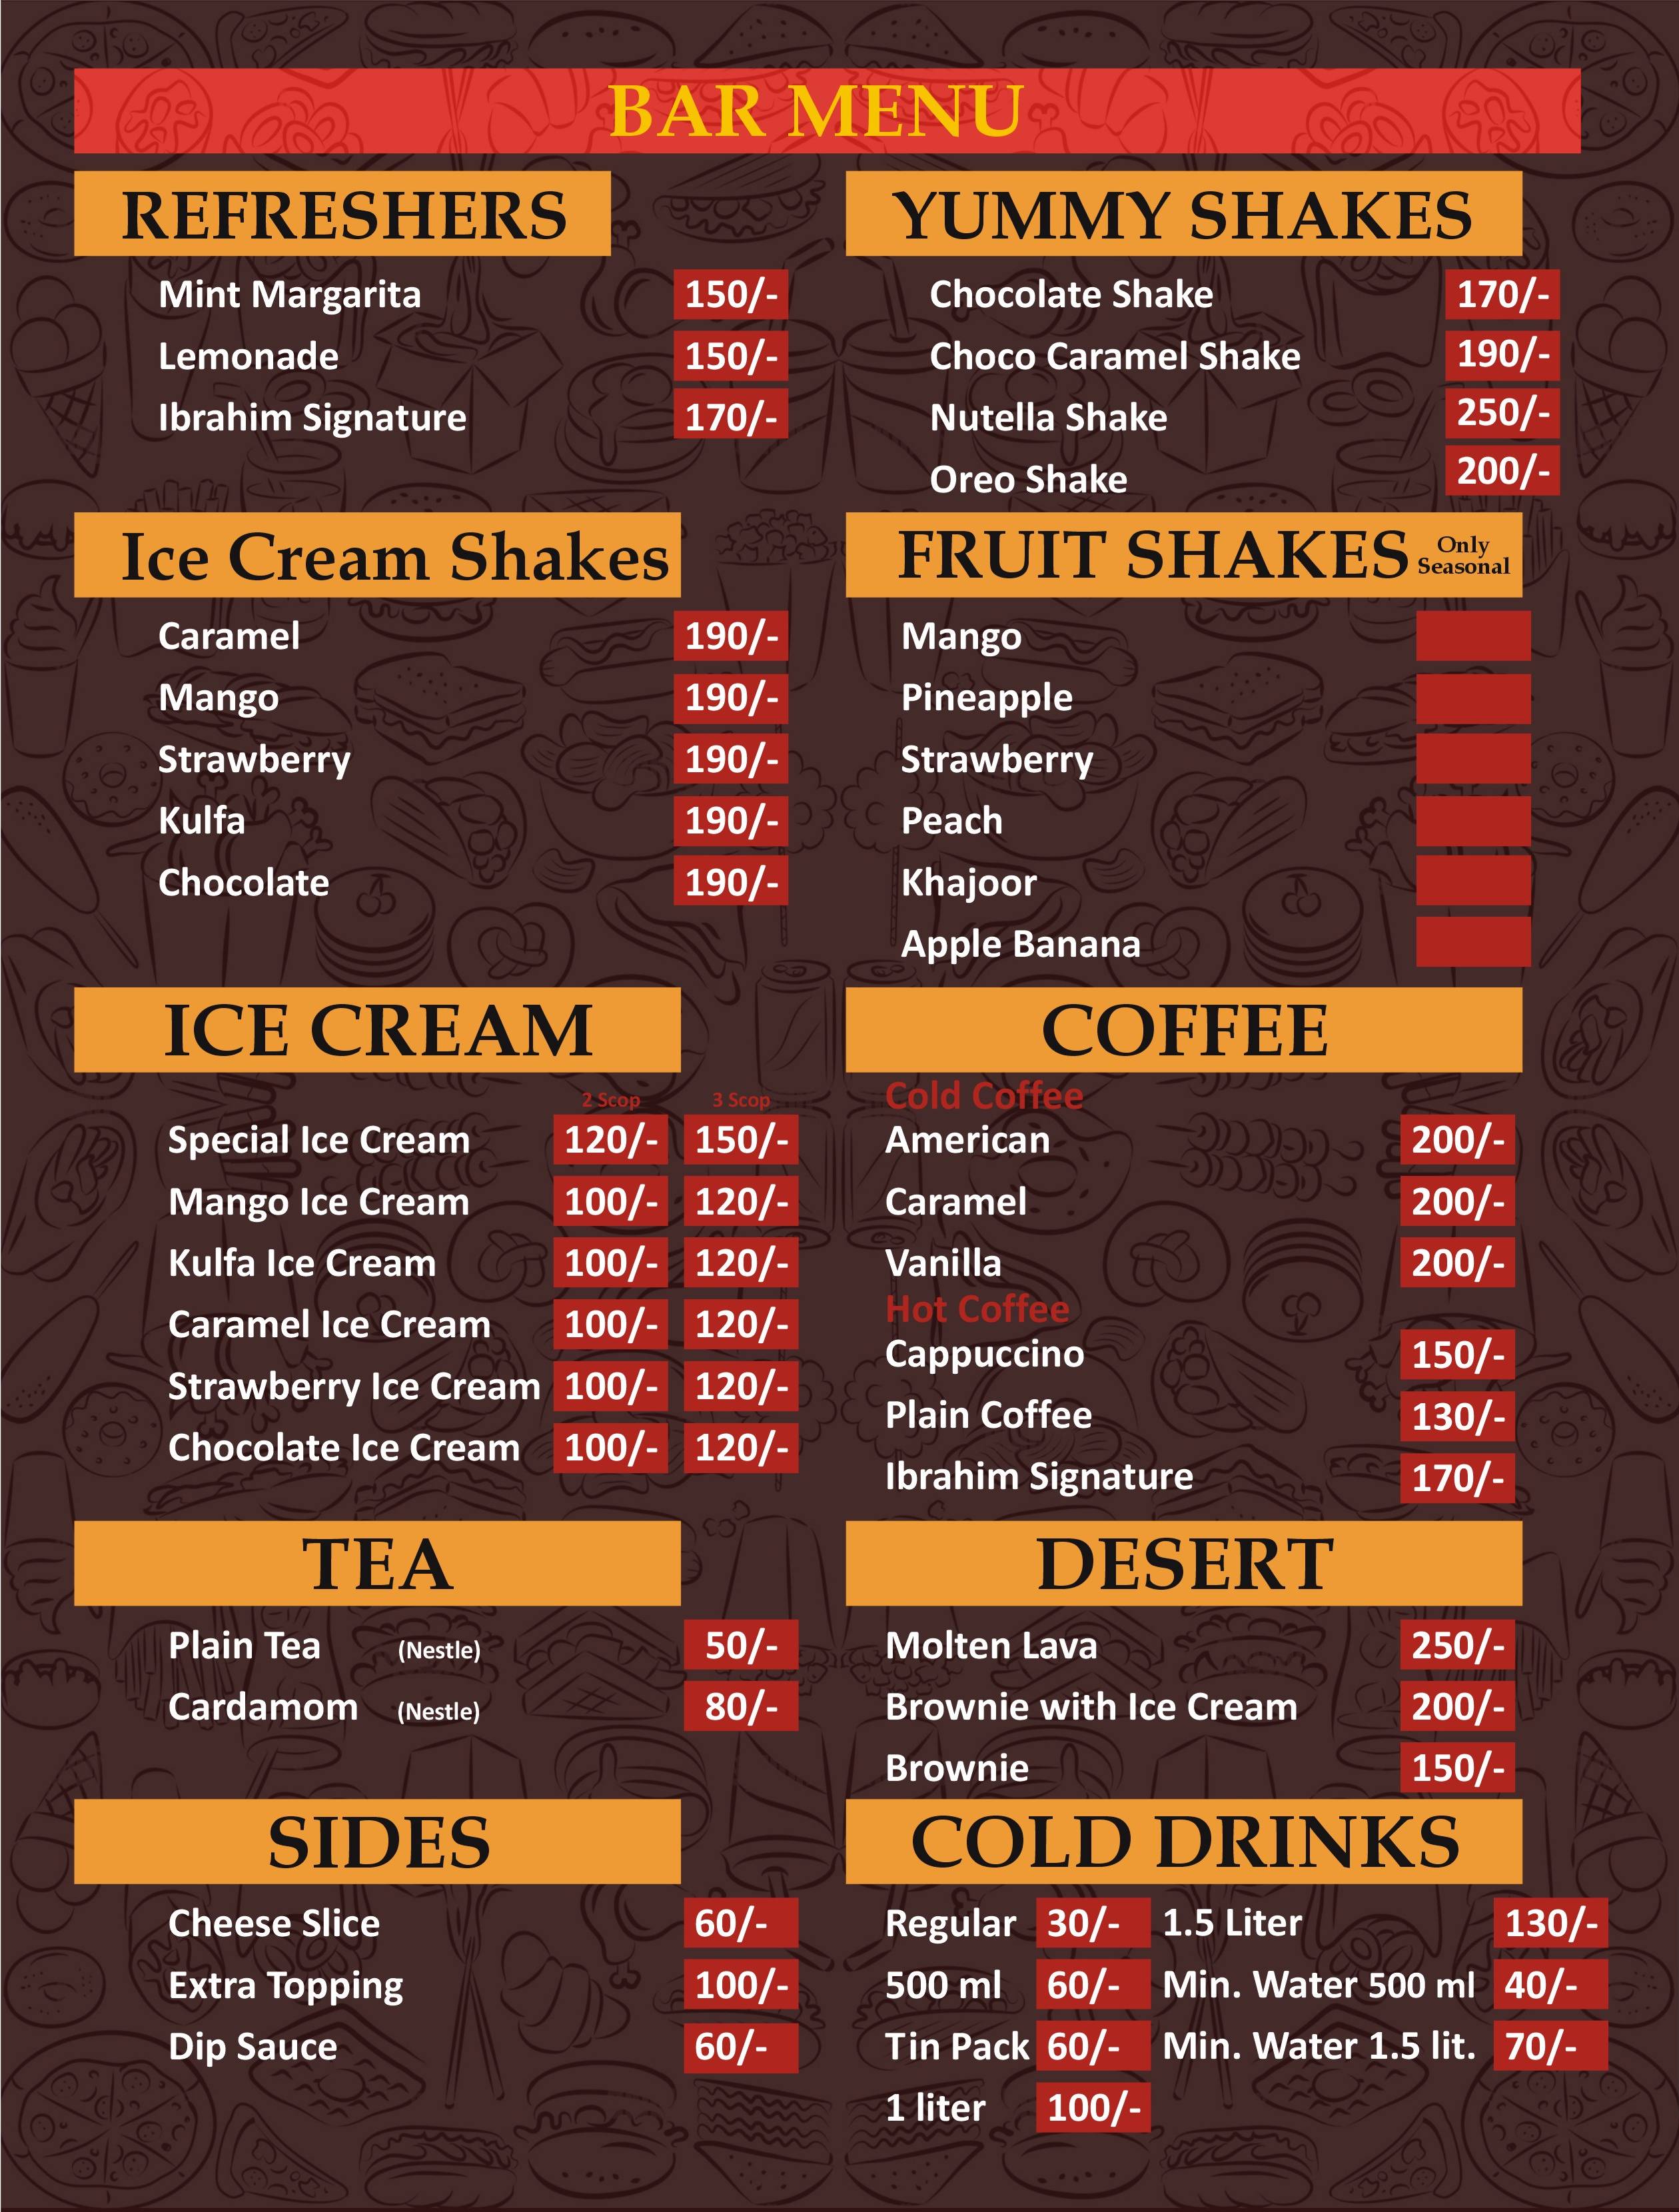 BAR MENU
REFRESHERS
Mint Margarita 150/-
Lemonade 150/-
Ibrahim Signature 170/-
YUMMY SHAKES
Chocolate Shake 170/-
Choco Caramel Shake 190/-
Nutella Shake 250/-
Oreo Shake 200/-
Ice Cream Shakes
Caramel 190/-
Mango 190/-
Strawberry 190/-
Kulfa 190/-
Chocolate 190/-
FRUIT SHAKES Only Seasonal
Mango
Pineapple
Strawberry
Peach
Khajoor
Apple Banana
ICE CREAM
2 Scop 3 Scop
Special Ice Cream 120/- 150/-
Mango Ice Cream 100/- 120/-
Kulfa Ice Cream 100/- 120/-
Caramel Ice Cream 100/- 120/-
Strawberry Ice Cream 100/- 120/-
Chocolate Ice Cream 100/- 120/-
COFFEE
Cold Coffee
American 200/-
Caramel 200/-
Vanilla 200/-
Hot Coffee
Cappuccino 150/-
Plain Coffee 130/-
Ibrahim Signature 170/-
TEA
Plain Tea (Nestle) 50/-
Cardamom (Nestle) 80/-
DESERT
Molten Lava 250/-
Brownie with Ice Cream 200/-
Brownie 150/-
SIDES
Cheese Slice 60/-
Extra Topping 100/-
Dip Sauce 60/-
COLD DRINKS
Regular 30/- 1.5 Liter 130/-
500 ml 60/- Min. Water 500 ml 40/-
Tin Pack 60/- Min. Water 1.5 lit. 70/-
1 liter 100/-